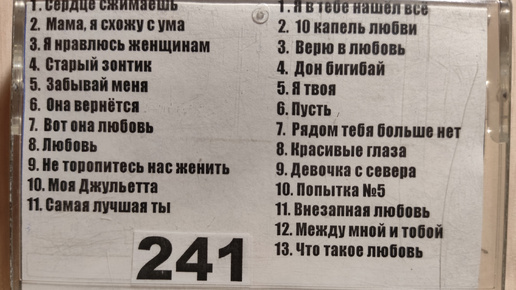 1. Сердце сжимаешь
2. Мама, я схожу с ума
3. Я нравлюсь женщинам
4. Старый зонтик
5. Забывай меня
6. Она вернётся
7. Вот она любовь
8. Любовь
9. Не торопитесь нас женить
10. Моя Джульетта
11. Самая лучшая ты
1. Я в тебе нашел все
2. 10 капель любви
3. Верю в любовь
4. Дон бигибай
5. Я твоя
6. Пусть
7. Рядом тебя больше нет
8. Красивые глаза
9. Девочка с севера
10. Попытка №5
11. Внезапная любовь
12. Между мной и тобой
13. Что такое любовь
241